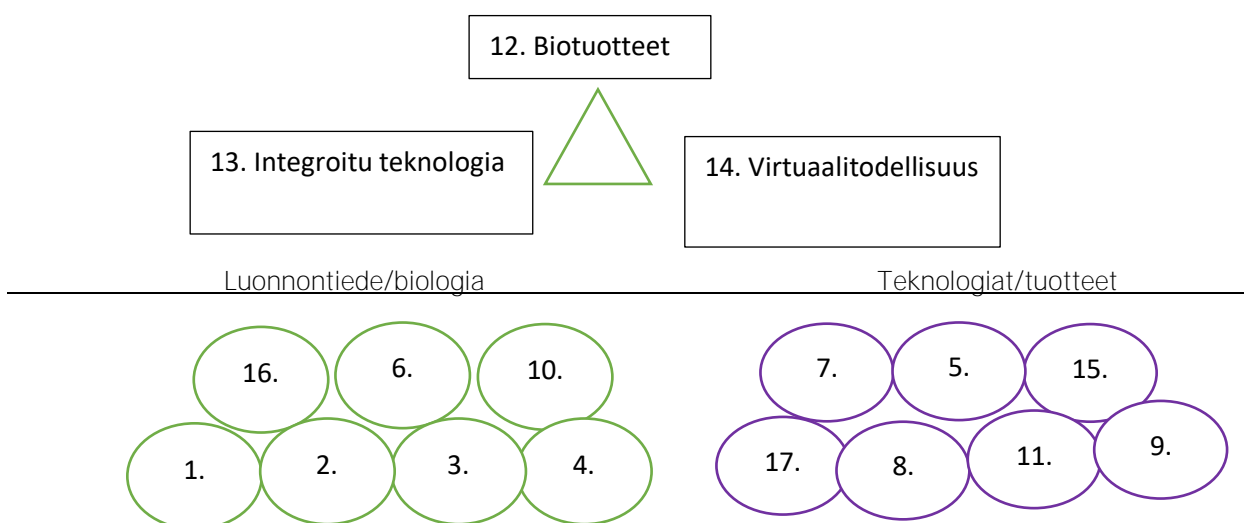 12. Biotuotteet
13. Integroitu teknologia
14. Virtuaalitodellisuus
Luonnontiede/biologia
Teknologiat/tuotteet
16.
6.
10.
7.
5.
15.
1.
2.
3.
4.
17.
8.
11.
9.